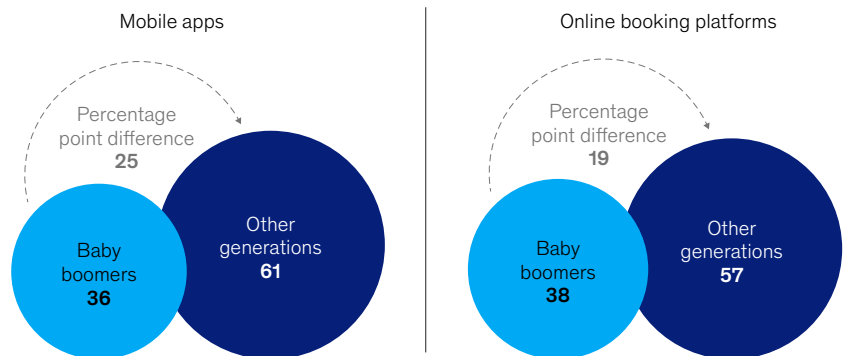 Mobile apps
Percentage
point difference
25
Baby
boomers
36
Other
generations
61
Online booking platforms
Percentage
point difference
19
Baby
boomers
38
Other
generations
57